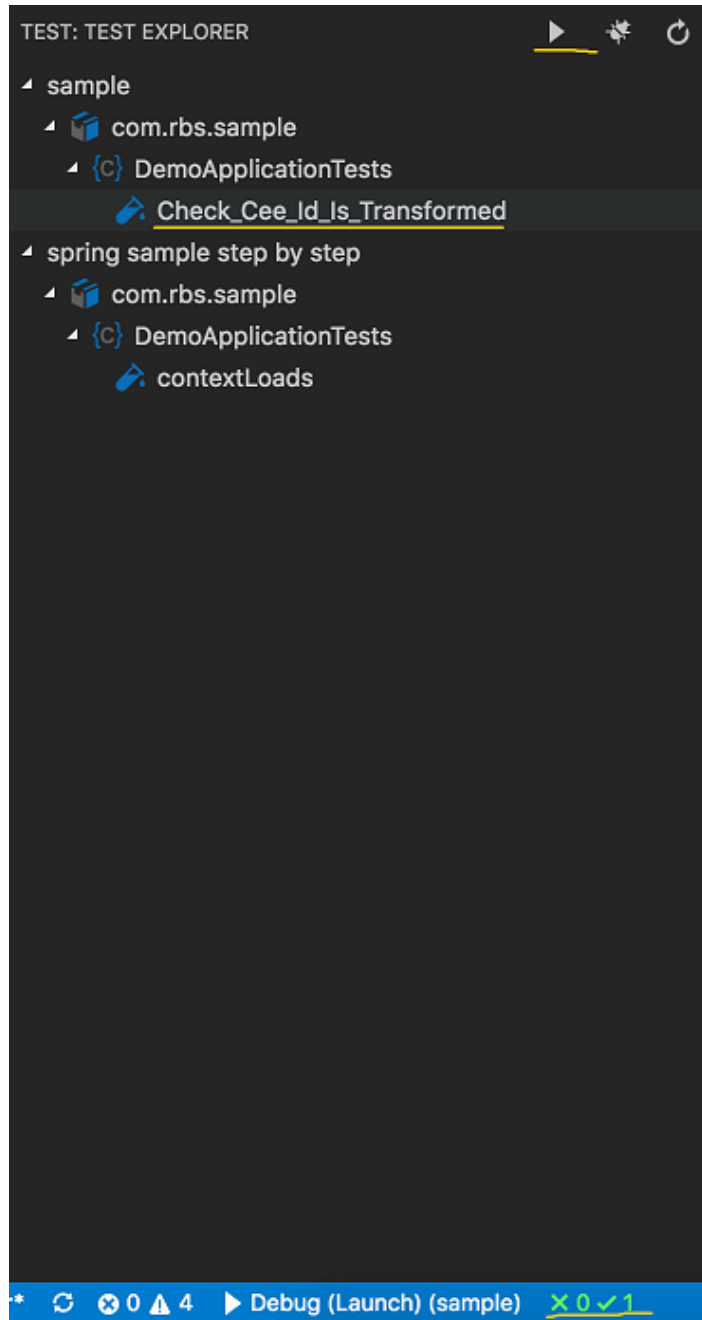 TEST: TEST EXPLORER
sample
com.rbs.sample
{C} DemoApplicationTests
Check_Cee_Id_Is_Transformed
spring sample step by step
com.rbs.sample
{C} DemoApplicationTests
contextLoads
* 0 4 Debug (Launch) (sample) 0 1